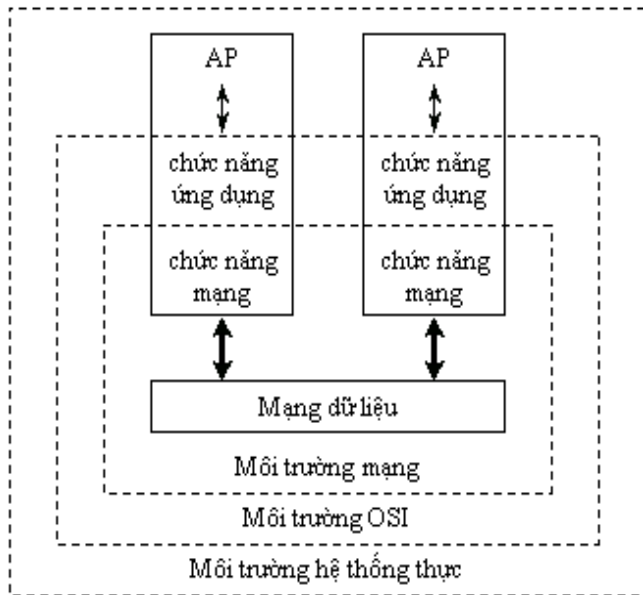 AP
AP
chức năng
ứng dụng
chức năng
ứng dụng
chức năng
mạng
chức năng
mạng
Mạng dữ liệu
Môi trường mạng
Môi trường OSI
Môi trường hệ thống thực